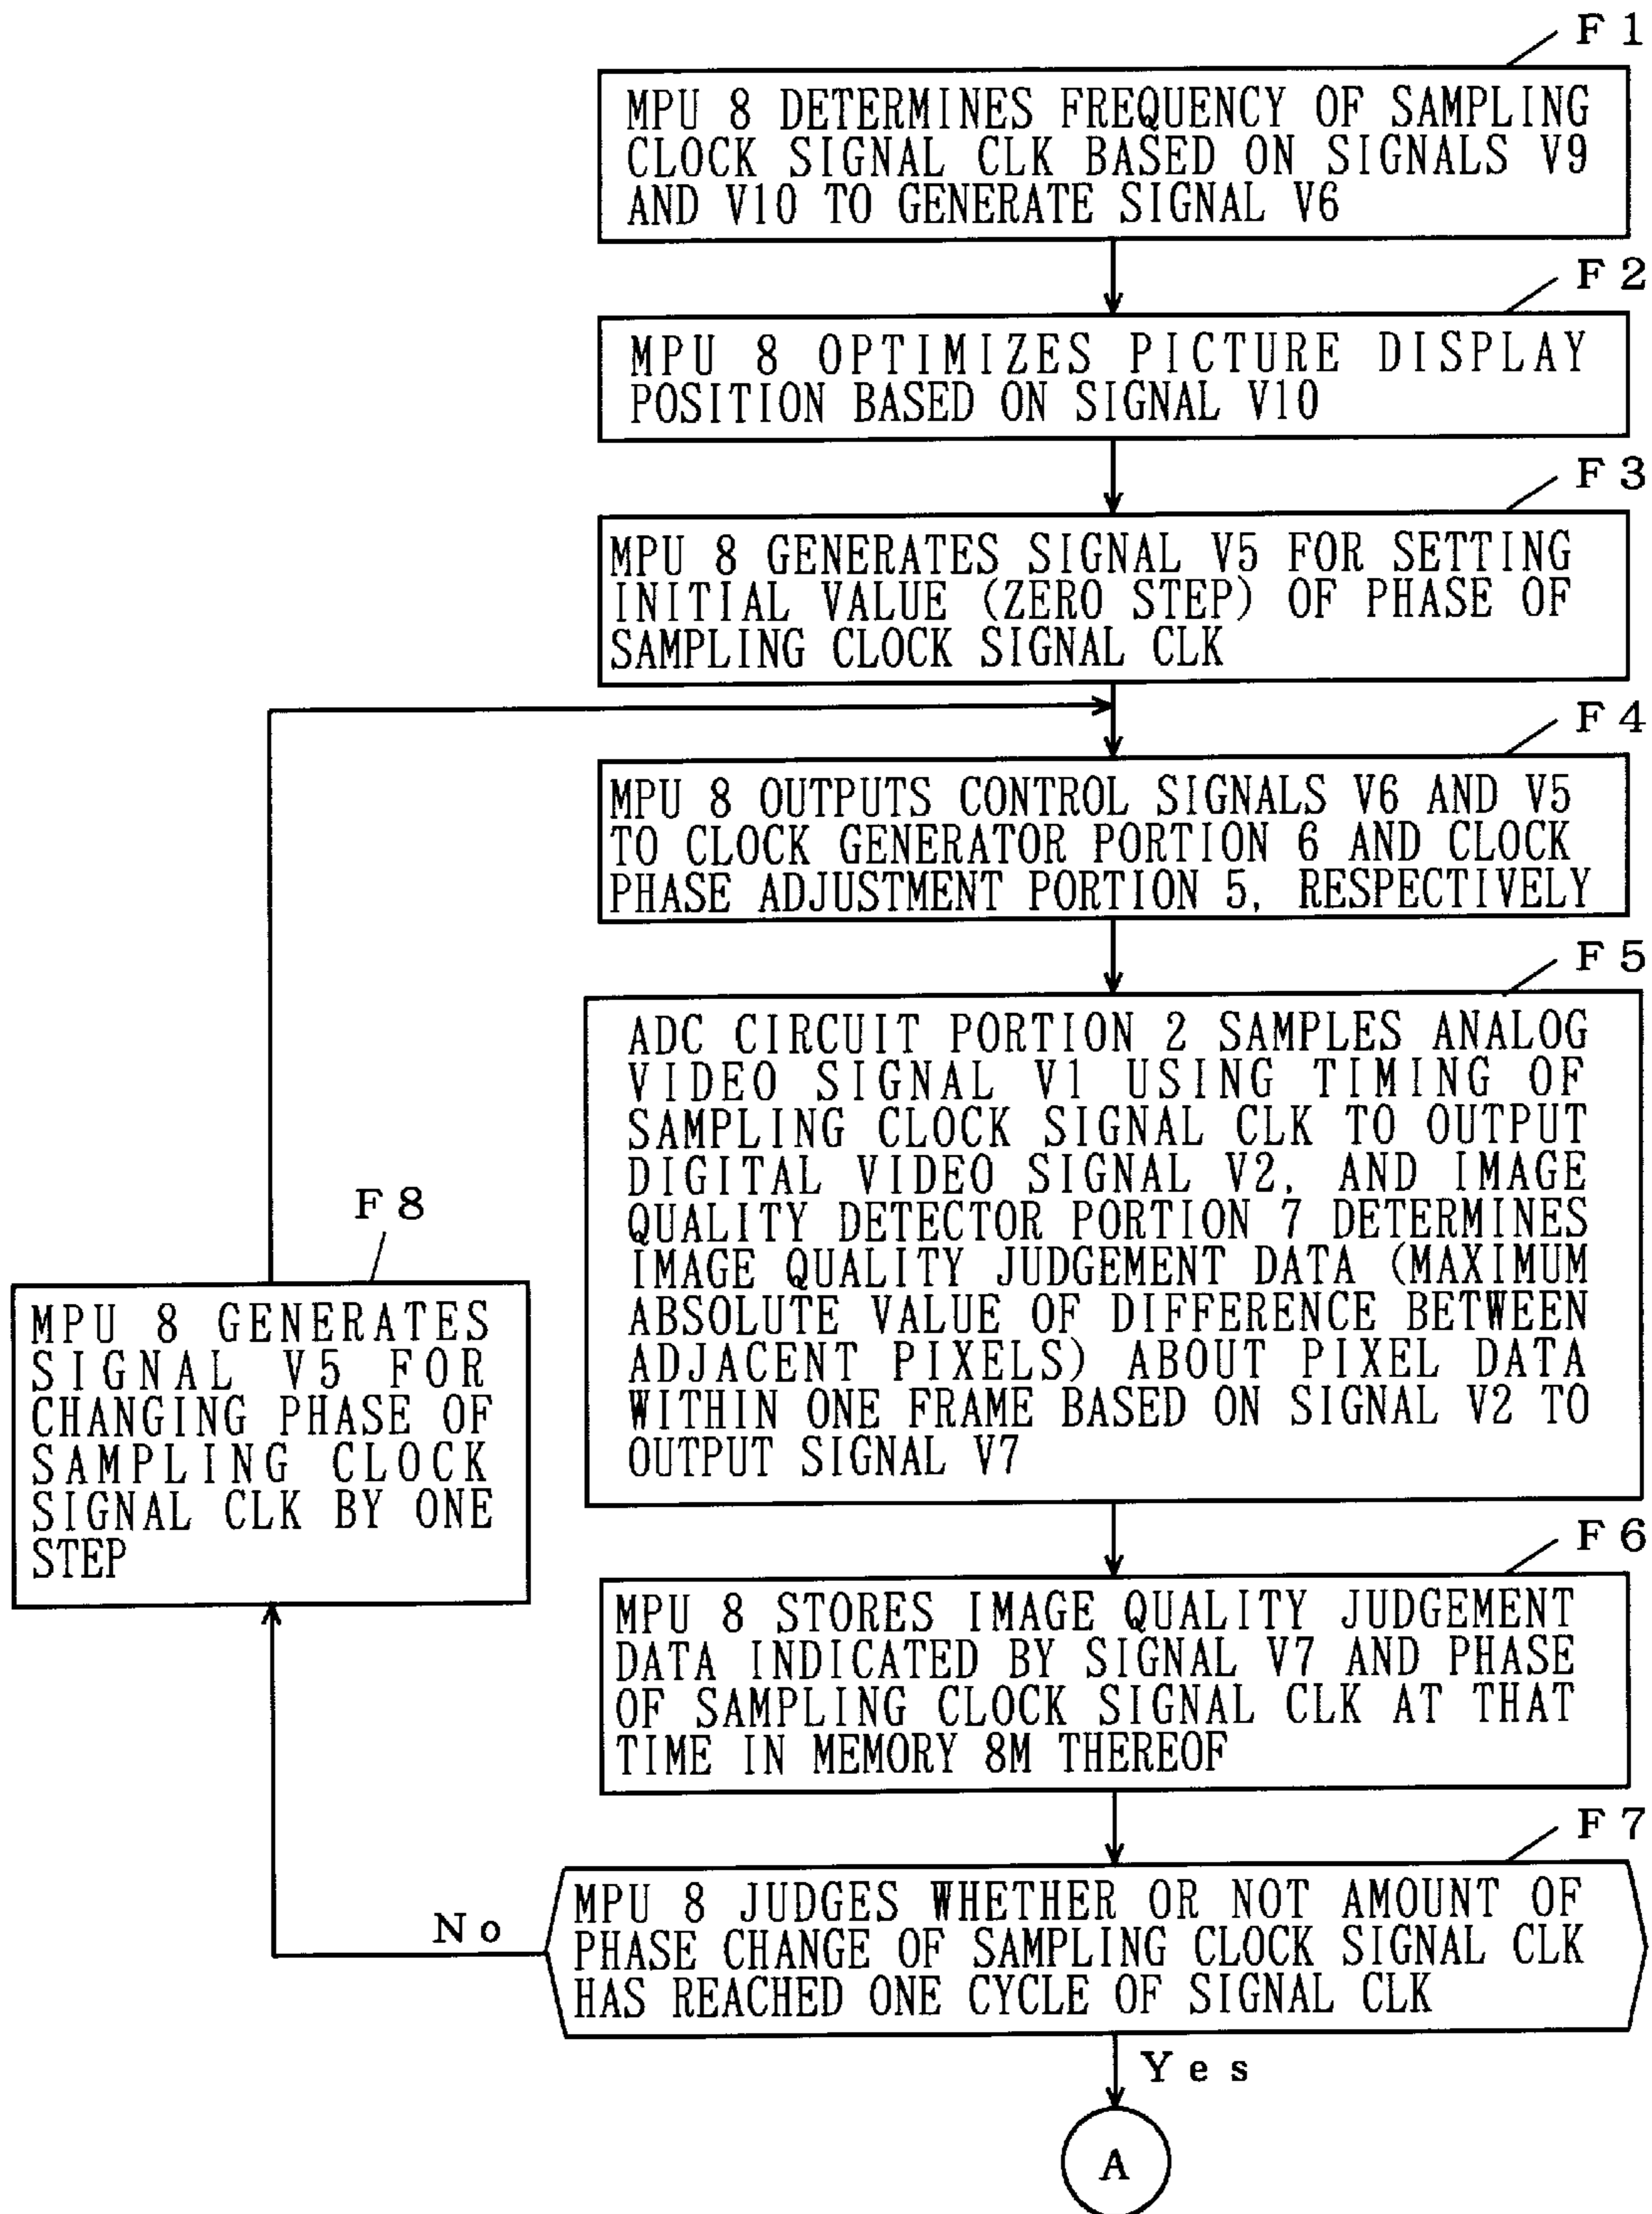 F 1
MPU 8 DETERMINES FREQUENCY OF SAMPLING
CLOCK SIGNAL CLK BASED ON SIGNALS V9
AND V10 TO GENERATE SIGNAL V6
F 2
MPU 8 OPTIMIZES PICTURE DISPLAY
POSITION BASED ON SIGNAL V10
F 3
MPU 8 GENERATES SIGNAL V5 FOR SETTING
INITIAL VALUE (ZERO STEP) OF PHASE OF
SAMPLING CLOCK SIGNAL CLK
F 4
MPU 8 OUTPUTS CONTROL SIGNALS V6 AND V5
TO CLOCK GENERATOR PORTION 6 AND CLOCK
PHASE ADJUSTMENT PORTION 5, RESPECTIVELY
F 5
ADC CIRCUIT PORTION 2 SAMPLES ANALOG
VIDEO SIGNAL V1 USING TIMING OF
SAMPLING CLOCK SIGNAL CLK TO OUTPUT
DIGITAL VIDEO SIGNAL V2, AND IMAGE
QUALITY DETECTOR PORTION 7 DETERMINES
IMAGE QUALITY JUDGEMENT DATA (MAXIMUM
ABSOLUTE VALUE OF DIFFERENCE BETWEEN
ADJACENT PIXELS) ABOUT PIXEL DATA
WITHIN ONE FRAME BASED ON SIGNAL V2 TO
OUTPUT SIGNAL V7
F 8
MPU 8 GENERATES
SIGNAL V5 FOR
CHANGING PHASE OF
SAMPLING CLOCK
SIGNAL CLK BY ONE
STEP
F 6
MPU 8 STORES IMAGE QUALITY JUDGEMENT
DATA INDICATED BY SIGNAL V7 AND PHASE
OF SAMPLING CLOCK SIGNAL CLK AT THAT
TIME IN MEMORY 8M THEREOF
F 7
MPU 8 JUDGES WHETHER OR NOT AMOUNT OF
PHASE CHANGE OF SAMPLING CLOCK SIGNAL CLK
HAS REACHED ONE CYCLE OF SIGNAL CLK
No
Yes
A